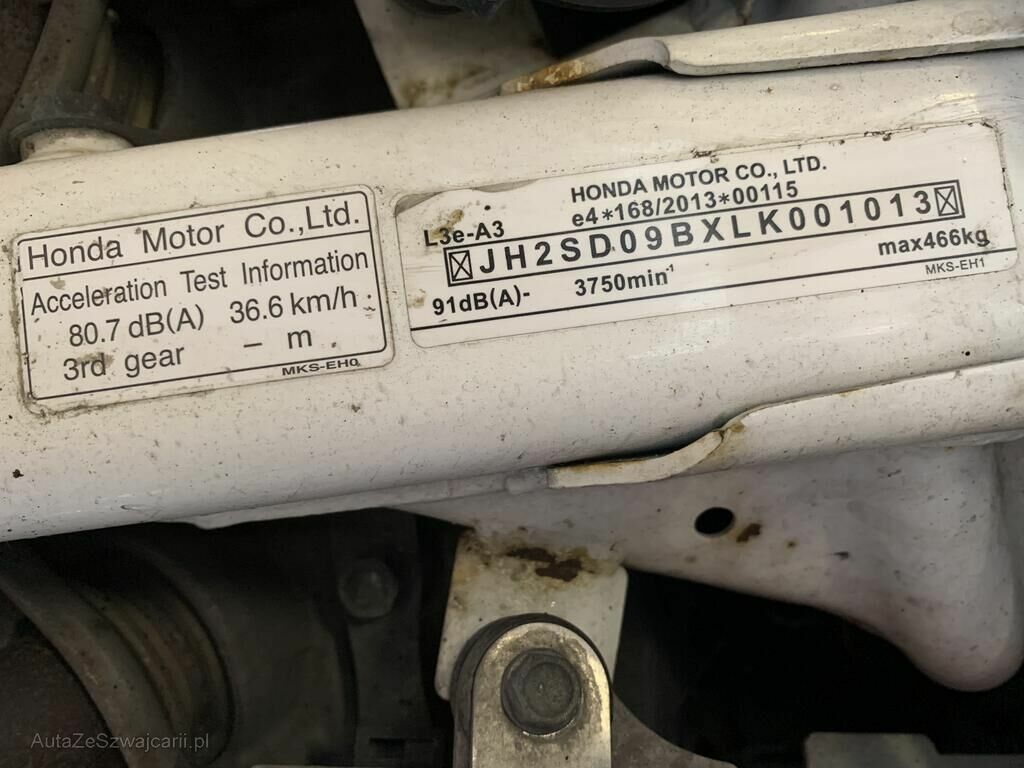 Honda Motor Co.,Ltd.
Acceleration Test Information
80.7 dB(A) 36.6 km/h
3rd gear – m
MKS-EH0
HONDA MOTOR CO., LTD.
L3e-A3 e4*168/2013*00115
JH2SD09BXLK001013
91dB(A)- 3750min⁻¹ max466kg
MKS-EH1
AutaZeSzwajcarii.pl